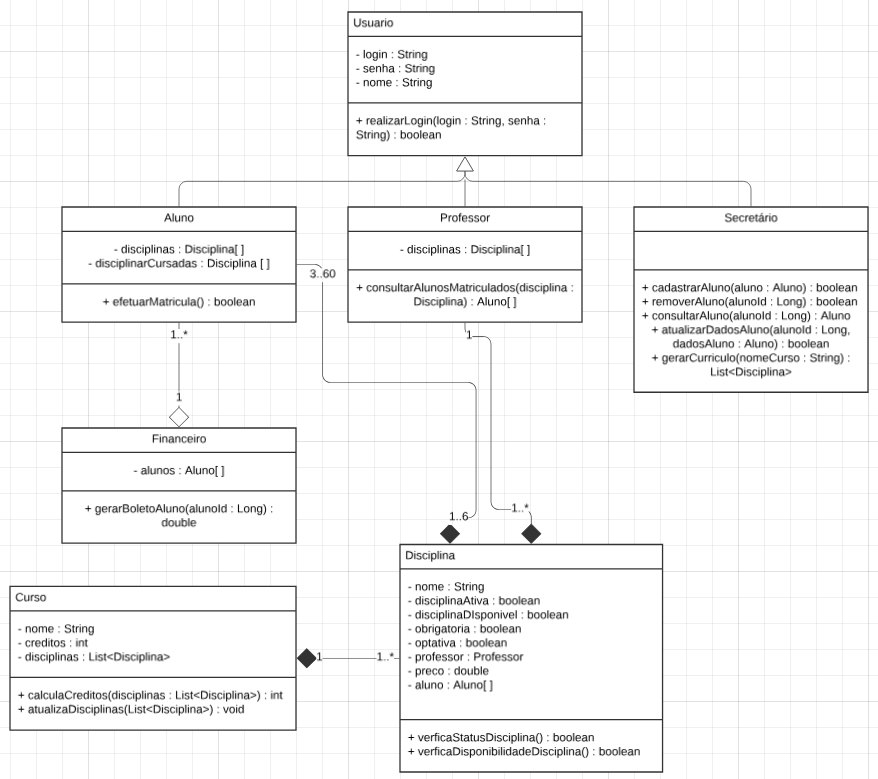 Usuario
- login : String
- senha : String
- nome : String
+ realizarLogin(login : String, senha :
String) : boolean
Aluno
- disciplinas : Disciplina[ ]
- disciplinarCursadas : Disciplina [ ]
+ efetuarMatricula() : boolean
3..60
Professor
- disciplinas : Disciplina[ ]
+ consultarAlunosMatriculados(disciplina :
Disciplina) : Aluno[ ]
Secretário
+ cadastrarAluno(aluno : Aluno) : boolean
+ removerAluno(alunoId : Long) : boolean
+ consultarAluno(alunoId : Long) : Aluno
+ atualizarDadosAluno(alunoId : Long,
dadosAluno : Aluno) : boolean
+ gerarCurriculo(nomeCurso : String) :
List<Disciplina>
1..*
1
1
Financeiro
- alunos : Aluno[ ]
+ gerarBoletoAluno(alunoId : Long) :
double
1..6
1..*
Disciplina
- nome : String
- disciplinaAtiva : boolean
- disciplinaDIsponivel : boolean
- obrigatoria : boolean
- optativa : boolean
- professor : Professor
- preco : double
- aluno : Aluno[ ]
+ verficaStatusDisciplina() : boolean
+ verficaDisponibilidadeDisciplina() : boolean
Curso
- nome : String
- creditos : int
- disciplinas : List<Disciplina>
+ calculaCreditos(disciplinas : List<Disciplina>) : int
+ atualizaDisciplinas(List<Disciplina>) : void
1
1..*